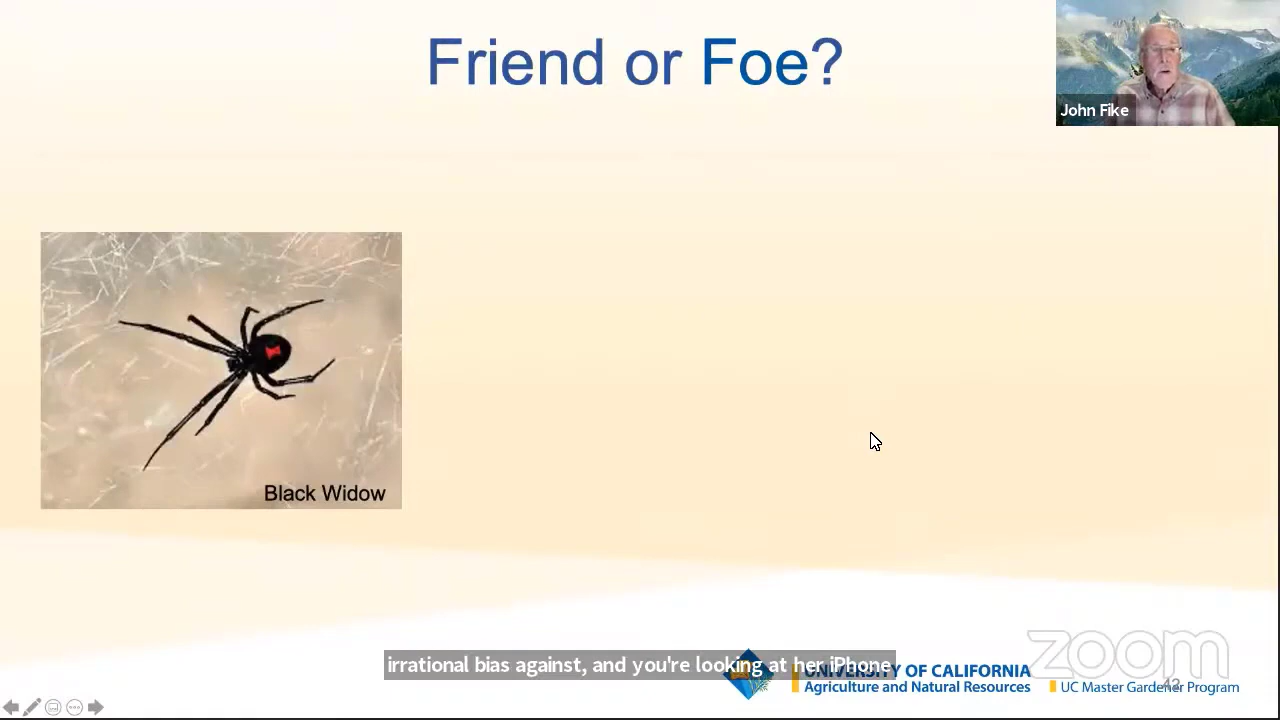 Friend or Foe?
John Fike
Black Widow
irrational bias against, and you're looking at her iPhone
UNIVERSITY OF CALIFORNIA
Agriculture and Natural Resources
UC Master Gardener Program
zoom
42